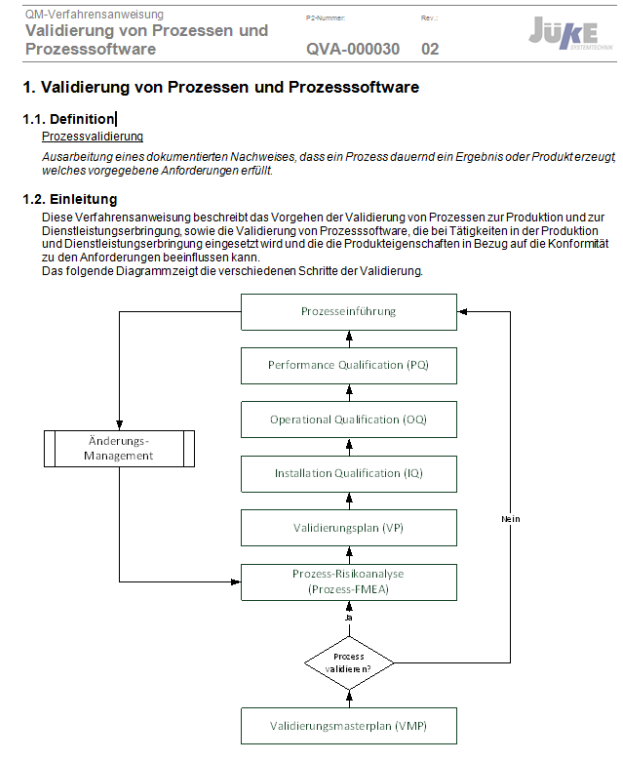 QM-Verfahrensanweisung
Validierung von Prozessen und
Prozesssoftware
P2-Nummer:
QVA-000030
Rev.:
02
JÜKE
SYSTEMTECHNIK
1. Validierung von Prozessen und Prozesssoftware
1.1. Definition
Prozessvalidierung
Ausarbeitung eines dokumentierten Nachweises, dass ein Prozess dauernd ein Ergebnis oder Produkt erzeugt,
welches vorgegebene Anforderungen erfüllt.
1.2. Einleitung
Diese Verfahrensanweisung beschreibt das Vorgehen der Validierung von Prozessen zur Produktion und zur
Dienstleistungserbringung, sowie die Validierung von Prozesssoftware, die bei Tätigkeiten in der Produktion
und Dienstleistungserbringung eingesetzt wird und die die Produkteigenschaften in Bezug auf die Konformität
zu den Anforderungen beeinflussen kann.
Das folgende Diagramm zeigt die verschiedenen Schritte der Validierung.
Prozesseinführung
Performance Qualification (PQ)
Operational Qualification (OQ)
Änderungs-
Management
Installation Qualification (IQ)
Validierungsplan (VP)
Nein
Prozess-Risikoanalyse
(Prozess-FMEA)
Ja
Prozess
validieren?
Validierungsmasterplan (VMP)